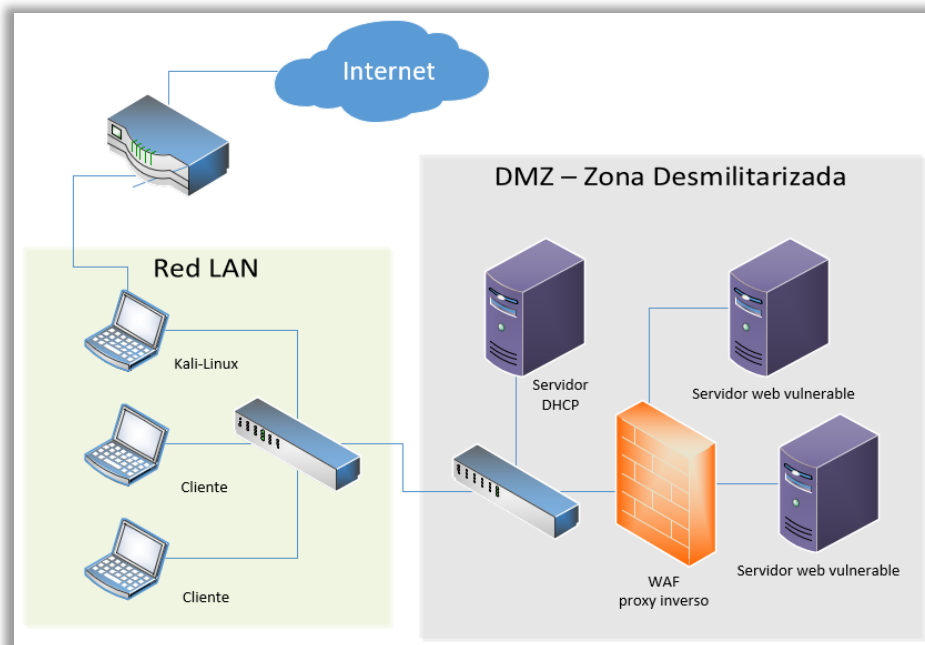 Internet
DMZ – Zona Desmilitarizada
Red LAN
Kali-Linux
Servidor
DHCP
Servidor web vulnerable
Cliente
Servidor web vulnerable
WAF
proxy inverso
Cliente